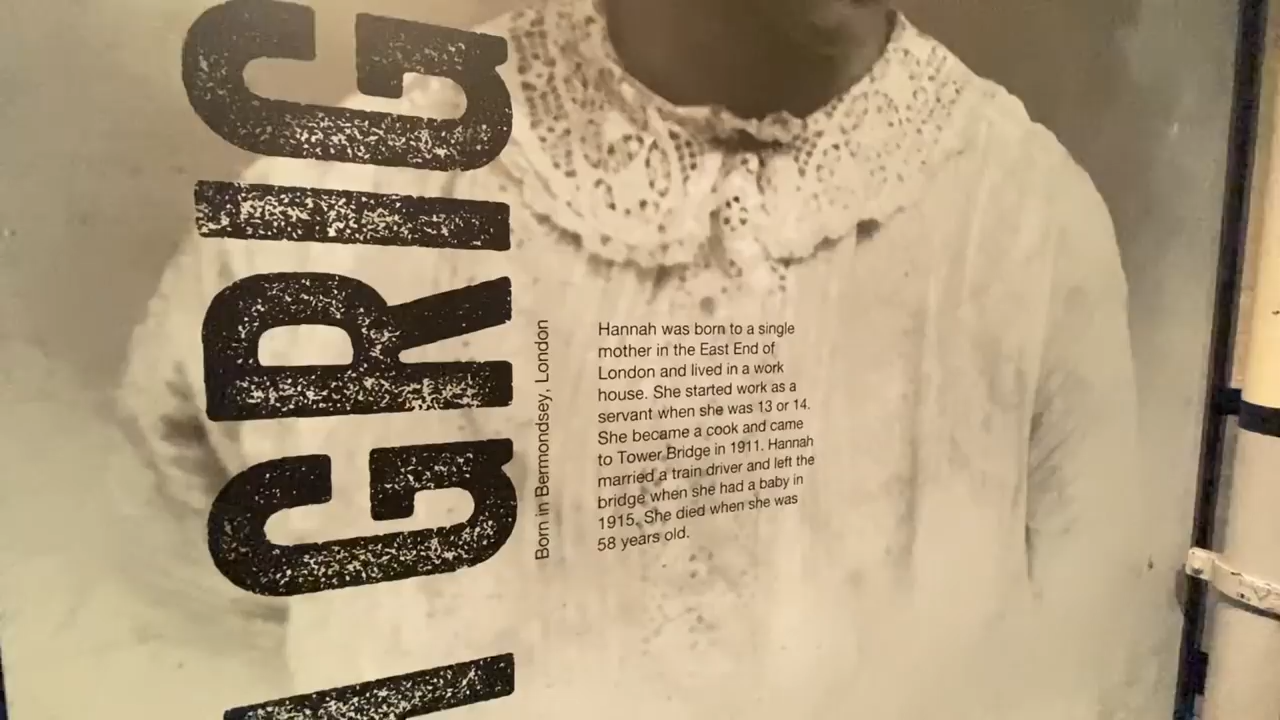 GRIGG
Born in Bermondsey, London
Hannah was born to a single
mother in the East End of
London and lived in a work
house. She started work as a
servant when she was 13 or 14.
She became a cook and came
to Tower Bridge in 1911. Hannah
married a train driver and left the
bridge when she had a baby in
1915. She died when she was
58 years old.